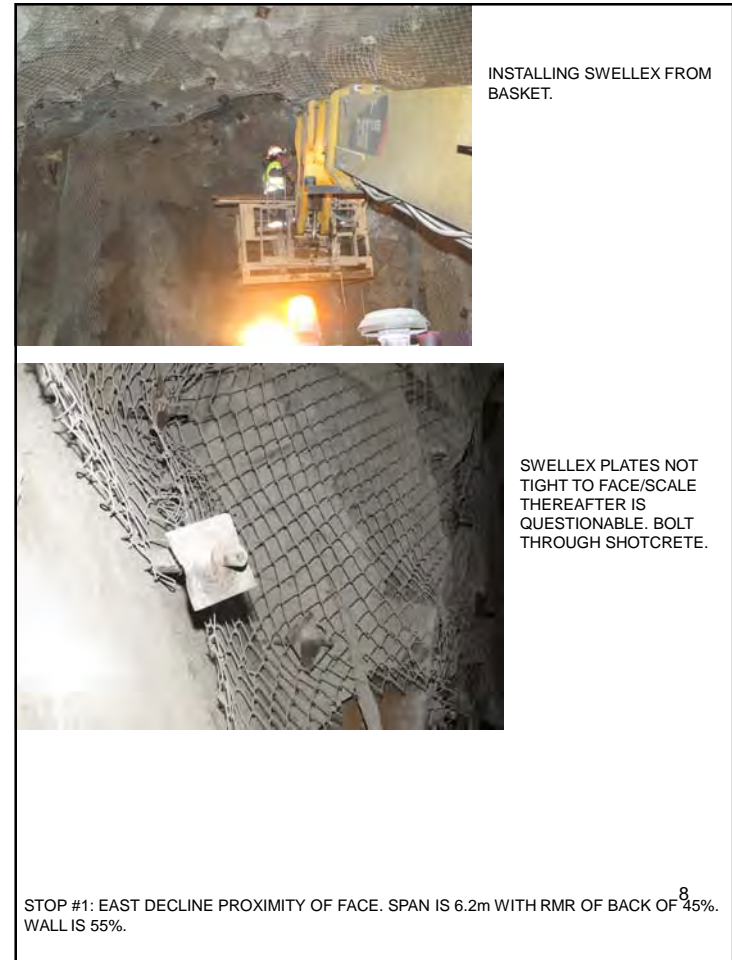 INSTALLING SWELLEX FROM
BASKET.
SWELLEX PLATES NOT
TIGHT TO FACE/SCALE
THEREAFTER IS
QUESTIONABLE. BOLT
THROUGH SHOTCRETE.
8
STOP #1: EAST DECLINE PROXIMITY OF FACE. SPAN IS 6.2m WITH RMR OF BACK OF 45%.
WALL IS 55%.